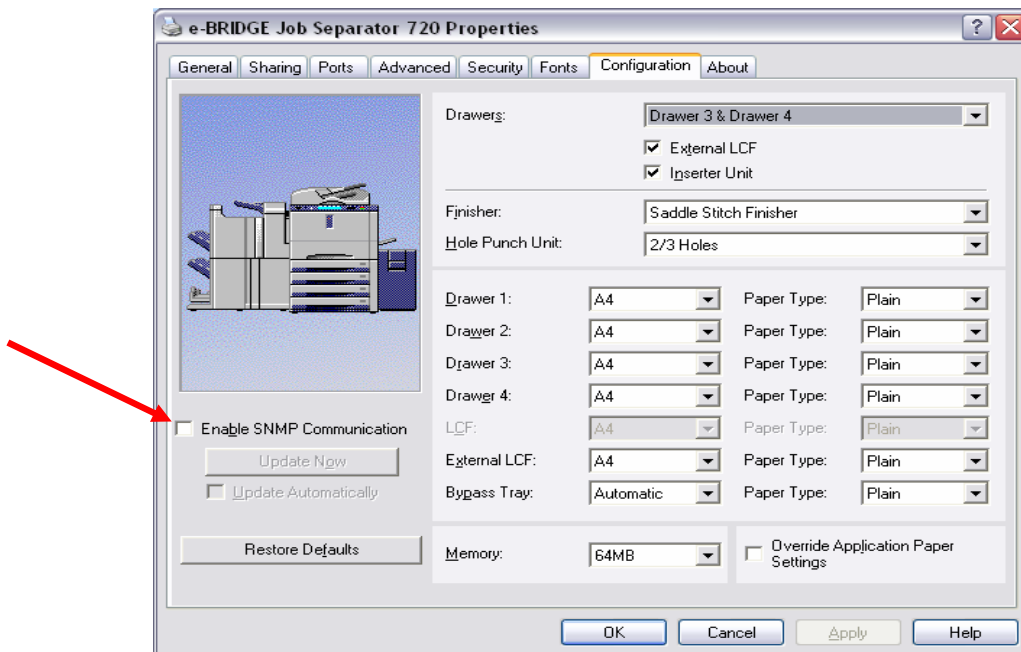 e-BRIDGE Job Separator 720 Properties
General Sharing Ports Advanced Security Fonts Configuration About
Drawers: Drawer 3 & Drawer 4
External LCF
Inserter Unit
Finisher: Saddle Stitch Finisher
Hole Punch Unit: 2/3 Holes
Drawer 1: A4 Paper Type: Plain
Drawer 2: A4 Paper Type: Plain
Drawer 3: A4 Paper Type: Plain
Drawer 4: A4 Paper Type: Plain
Enable SNMP Communication LCF: A4 Paper Type: Plain
Update Now External LCF: A4 Paper Type: Plain
Update Automatically Bypass Tray: Automatic Paper Type: Plain
Restore Defaults Memory: 64MB Override Application Paper
Settings
OK Cancel Apply Help